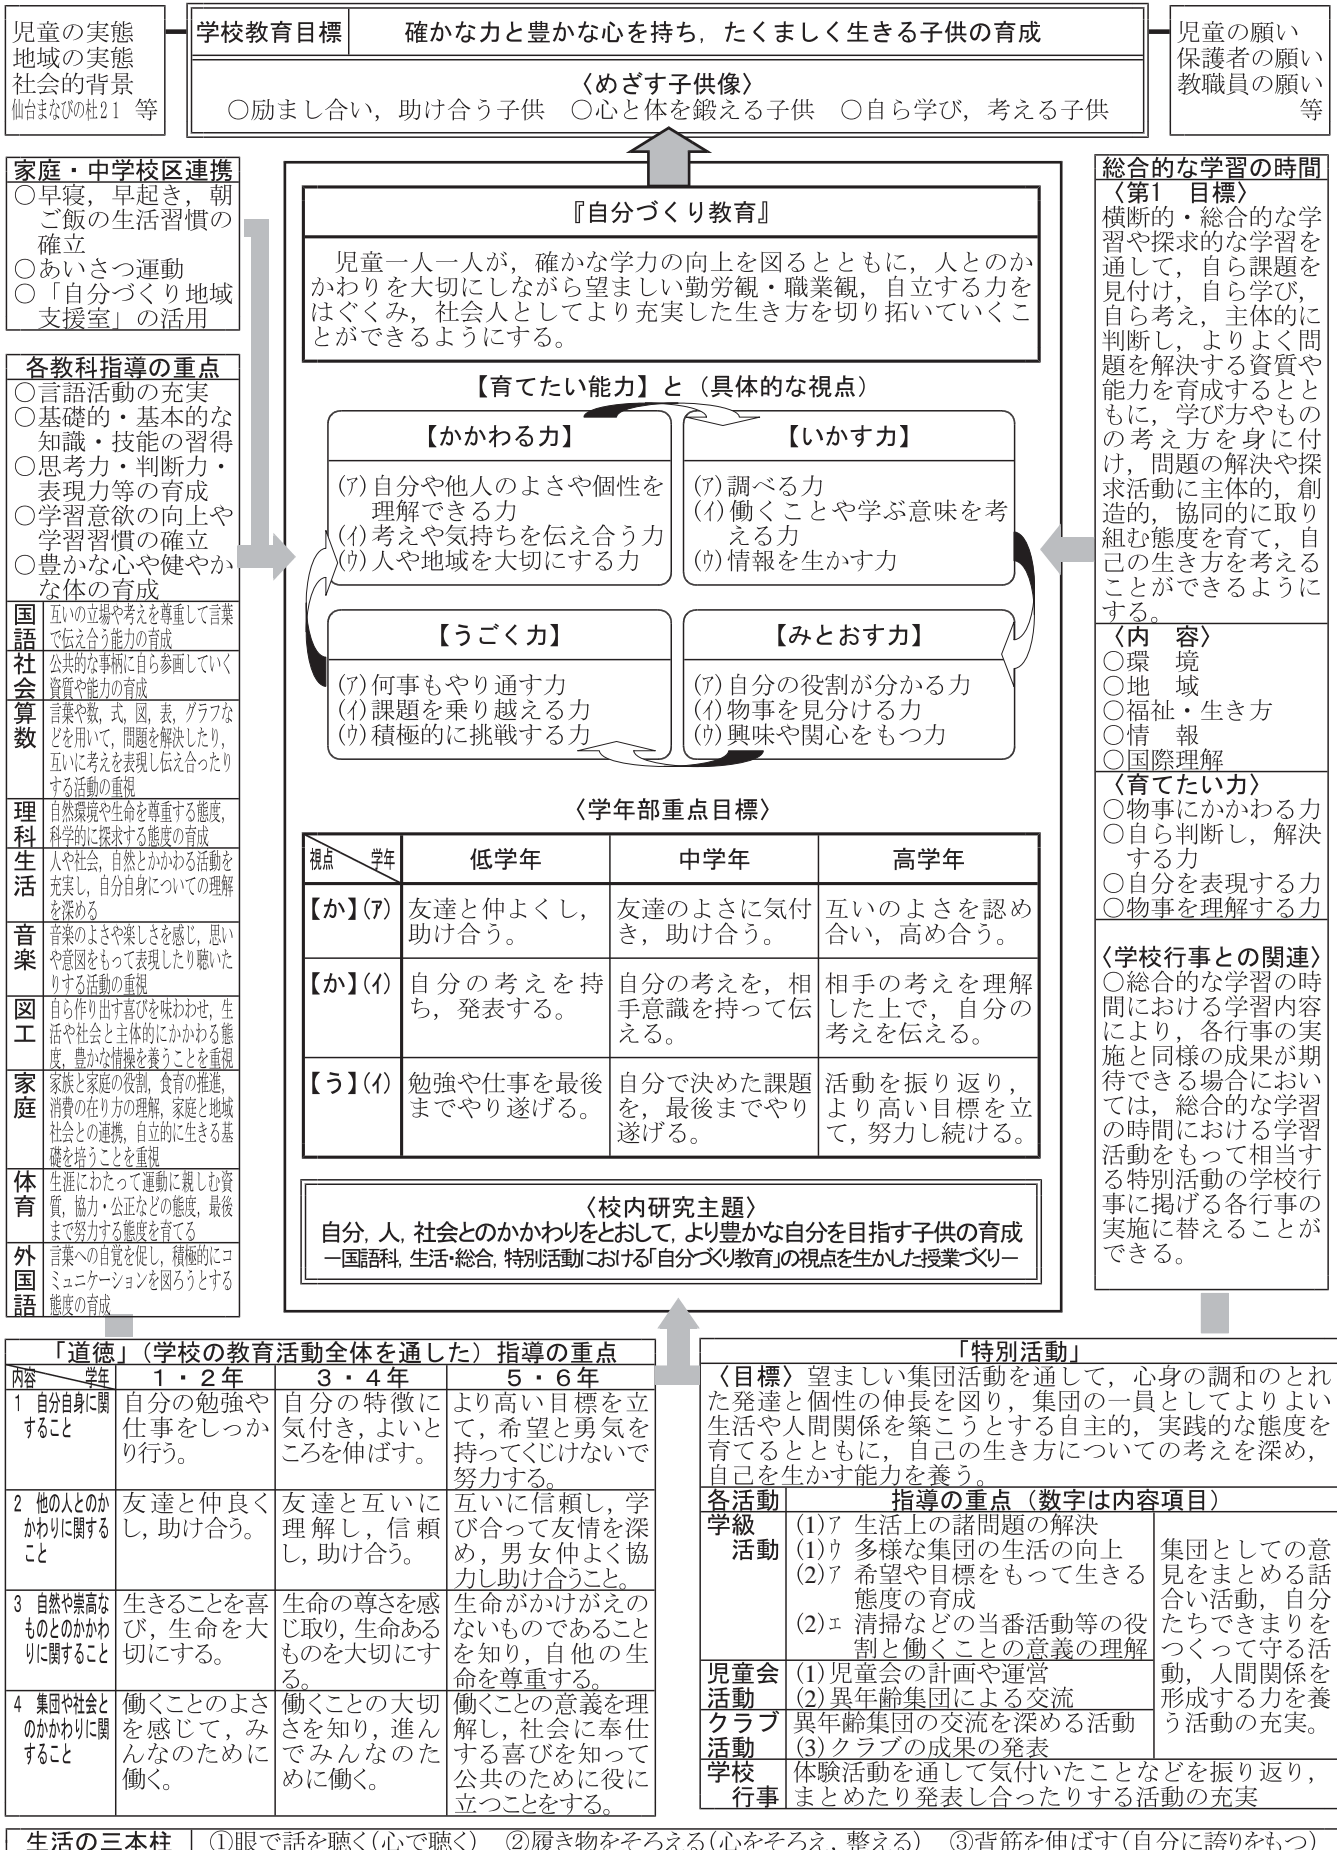 児童の実態
地域の実態
社会的背景
仙台まなびの杜21 等
学校教育目標
確かな力と豊かな心を持ち，たくましく生きる子供の育成
〈めざす子供像〉
○励まし合い，助け合う子供 ○心と体を鍛える子供 ○自ら学び，考える子供
児童の願い
保護者の願い
教職員の願い
等
家庭・中学校区連携
○早寝，早起き，朝
ご飯の生活習慣の
確立
○あいさつ運動
○「自分づくり地域
支援室」の活用
各教科指導の重点
○言語活動の充実
○基礎的・基本的な
知識・技能の習得
○思考力・判断力・
表現力等の育成
○学習意欲の向上や
学習習慣の確立
○豊かな心や健やか
な体の育成
国語
互いの立場や考えを尊重して言葉
で伝え合う能力の育成
社会
公共的な事柄に自ら参画していく
資質や能力の育成
算数
言葉や数，式，図，表，グラフな
どを用いて，問題を解決したり，
互いに考えを表現し伝え合ったり
する活動の重視
理科
自然環境や生命を尊重する態度，
科学的に探求する態度の育成
生活
人や社会，自然とかかわる活動を
充実し，自分自身についての理解
を深める
音楽
音楽のよさや楽しさを感じ，思い
や意図をもって表現したり聴いた
りする活動の重視
図工
自ら作り出す喜びを味わわせ，生
活や社会と主体的にかかわる態
度，豊かな情操を養うことを重視
家庭
家族と家庭の役割，食育の推進，
消費の在り方の理解，家庭と地域
社会との連携，自立的に生きる基
礎を培うことを重視
体育
生涯にわたって運動に親しむ資
質，協力・公正などの態度，最後
まで努力する態度を育てる
外国語
言葉への自覚を促し，積極的にコ
ミュニケーションを図ろうとする
態度の育成
『自分づくり教育』
児童一人一人が，確かな学力の向上を図るとともに，人とのか
かわりを大切にしながら望ましい勤労観・職業観，自立する力を
はぐくみ，社会人としてより充実した生き方を切り拓いていくこ
とができるようにする。
【育てたい能力】と（具体的な視点）
【かかわる力】
(ｱ)自分や他人のよさや個性を
理解できる力
(ｲ)考えや気持ちを伝え合う力
(ｳ)人や地域を大切にする力
【いかす力】
(ｱ)調べる力
(ｲ)働くことや学ぶ意味を考
える力
(ｳ)情報を生かす力
【うごく力】
(ｱ)何事もやり通す力
(ｲ)課題を乗り越える力
(ｳ)積極的に挑戦する力
【みとおす力】
(ｱ)自分の役割が分かる力
(ｲ)物事を見分ける力
(ｳ)興味や関心をもつ力
〈学年部重点目標〉
視点 学年 低学年 中学年 高学年
【か】(ｱ)
友達と仲よくし，
助け合う。
友達のよさに気付
き，助け合う。
互いのよさを認め
合い，高め合う。
【か】(ｲ)
自分の考えを持
ち，発表する。
自分の考えを，相
手意識を持って伝
える。
相手の考えを理解
した上で，自分の
考えを伝える。
【う】(ｲ)
勉強や仕事を最後
までやり遂げる。
自分で決めた課題
を，最後までやり
遂げる。
活動を振り返り，
より高い目標を立
て，努力し続ける。
〈校内研究主題〉
自分，人，社会とのかかわりをとおして，より豊かな自分を目指す子供の育成
－国語科，生活・総合，特別活動における「自分づくり教育」の視点を生かした授業づくり－
総合的な学習の時間
〈第1 目標〉
横断的・総合的な学
習や探求的な学習を
通して，自ら課題を
見付け，自ら学び，
自ら考え，主体的に
判断し，よりよく問
題を解決する資質や
能力を育成するとと
もに，学び方やもの
の考え方を身に付
け，問題の解決や探
求活動に主体的，創
造的，協同的に取り
組む態度を育て，自
己の生き方を考える
ことができるように
する。
〈内 容〉
○環 境
○地 域
○福祉・生き方
○情 報
○国際理解
〈育てたい力〉
○物事にかかわる力
○自ら判断し，解決
する力
○自分を表現する力
○物事を理解する力
〈学校行事との関連〉
○総合的な学習の時
間における学習内容
により，各行事の実
施と同様の成果が期
待できる場合におい
ては，総合的な学習
の時間における学習
活動をもって相当す
る特別活動の学校行
事に掲げる各行事の
実施に替えることが
できる。
「道徳」（学校の教育活動全体を通した）指導の重点
内容 学年 1・2年 3・4年 5・6年
1 自分自身に関
すること
自分の勉強や
仕事をしっか
り行う。
自分の特徴に
気付き，よいと
ころを伸ばす。
より高い目標を立
て，希望と勇気を
持ってくじけないで
努力する。
2 他の人とのか
かわりに関する
こと
友達と仲良く
し，助け合う。
友達と互いに
理解し，信頼
し，助け合う。
互いに信頼し，学
び合って友情を深
め，男女仲よく協
力し助け合うこと。
3 自然や崇高な
ものとのかかわ
りに関すること
生きることを喜
び，生命を大
切にする。
生命の尊さを感
じ取り，生命ある
ものを大切にす
る。
生命がかけがえの
ないものであること
を知り，自他の生
命を尊重する。
4 集団や社会と
のかかわりに関
すること
働くことのよさ
を感じて，み
んなのために
働く。
働くことの大切
さを知り，進ん
でみんなのた
めに働く。
働くことの意義を理
解し，社会に奉仕
する喜びを知って
公共のために役に
立つことをする。
「特別活動」
〈目標〉望ましい集団活動を通して，心身の調和のとれ
た発達と個性の伸長を図り，集団の一員としてよりよい
生活や人間関係を築こうとする自主的，実践的な態度を
育てるとともに，自己の生き方についての考えを深め，
自己を生かす能力を養う。
各活動 指導の重点（数字は内容項目）
学級
活動
(1)ｱ 生活上の諸問題の解決
(1)ｳ 多様な集団の生活の向上
(2)ｱ 希望や目標をもって生きる
態度の育成
(2)ｴ 清掃などの当番活動等の役
割と働くことの意義の理解
児童会
活動
(1)児童会の計画や運営
(2)異年齢集団による交流
クラブ
活動
異年齢集団の交流を深める活動
(3)クラブの成果の発表
集団としての意
見をまとめる話
合い活動，自分
たちできまりを
つくって守る活
動，人間関係を
形成する力を養
う活動の充実。
学校
行事
体験活動を通して気付いたことなどを振り返り，
まとめたり発表し合ったりする活動の充実
生活の三本柱 ①眼で話を聴く(心で聴く) ②履き物をそろえる(心をそろえ，整える) ③背筋を伸ばす(自分に誇りをもつ)